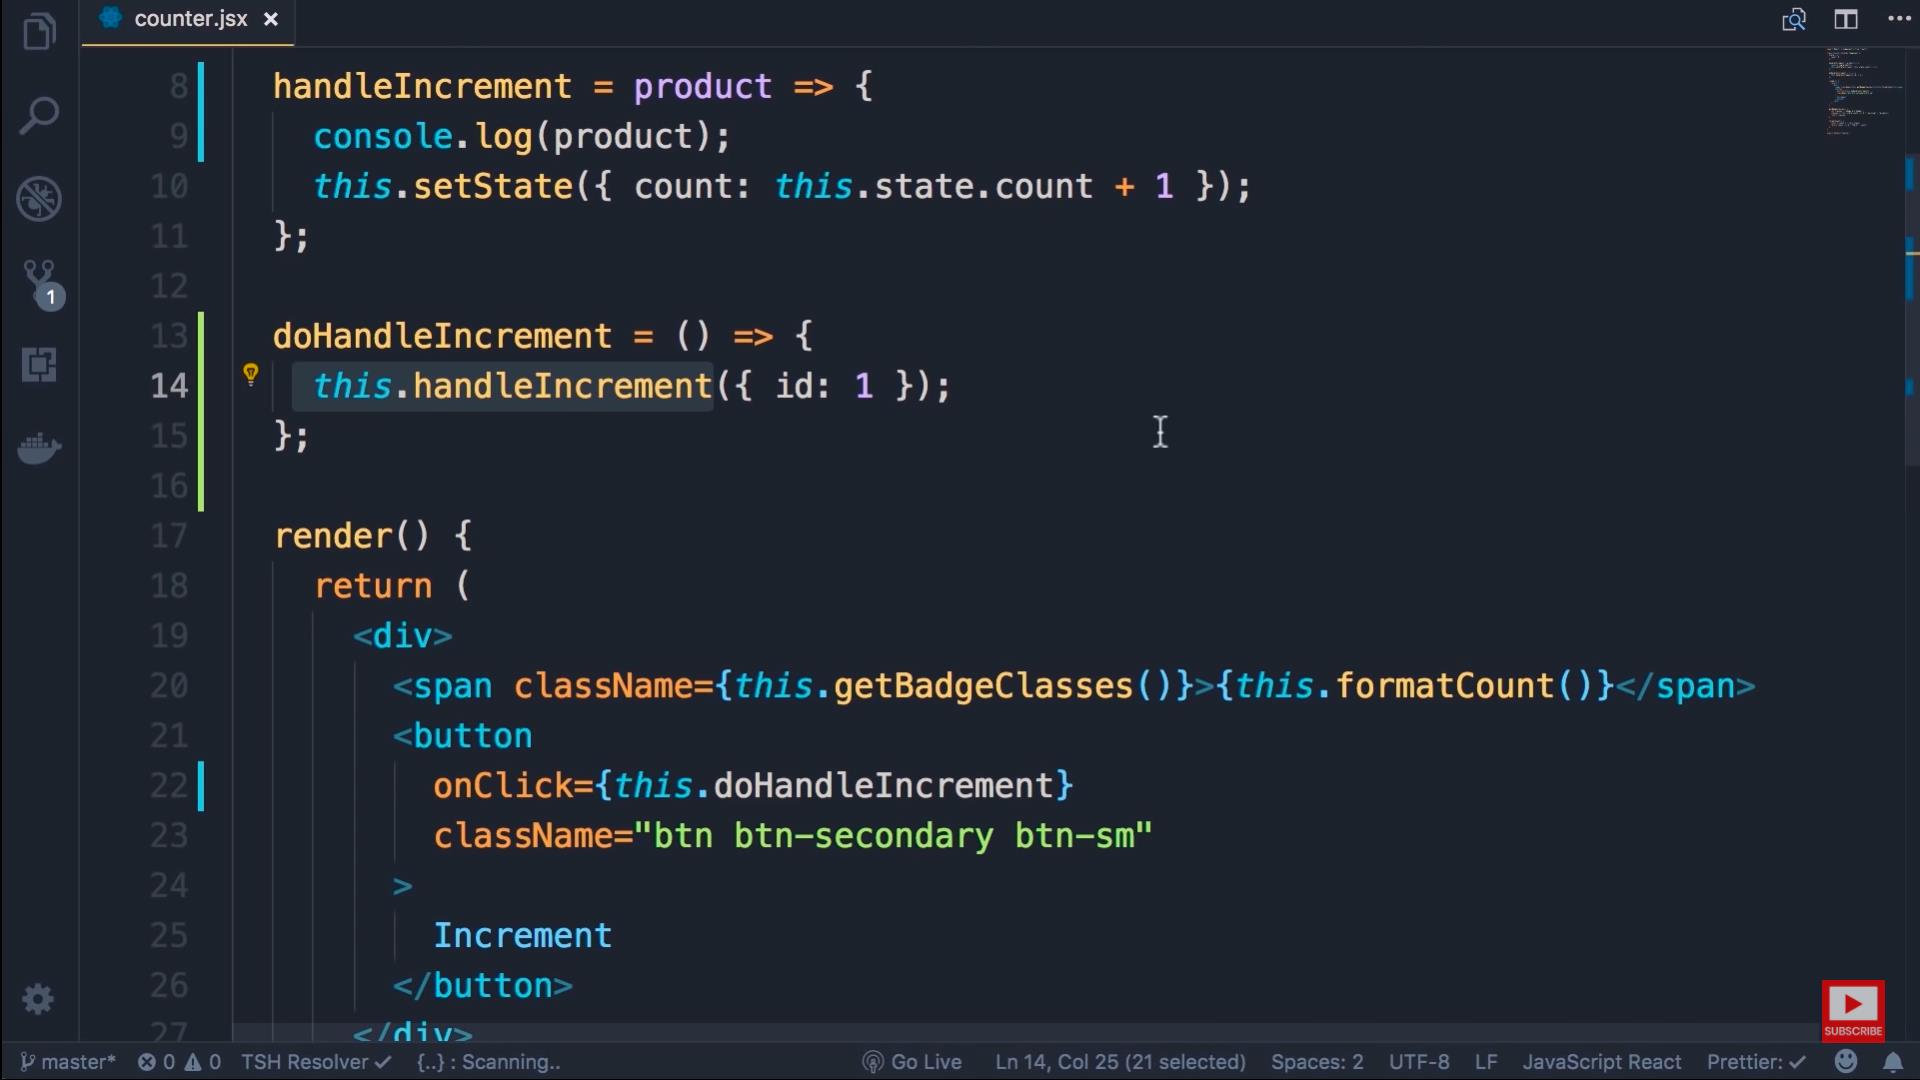 counter.jsx ×
8 handleIncrement = product => {
9 console.log(product);
10 this.setState({ count: this.state.count + 1 });
11 };
12
13 doHandleIncrement = () => {
14 this.handleIncrement({ id: 1 });
15 };
16
17 render() {
18 return (
19 <div>
20 <span className={this.getBadgeClasses()}>{this.formatCount()}</span>
21 <button
22 onClick={this.doHandleIncrement}
23 className="btn btn-secondary btn-sm"
24 >
25 Increment
26 </button>
27 </div>
1
SUBSCRIBE
master* 0 0 TSH Resolver ✓ {..} : Scanning.. Go Live Ln 14, Col 25 (21 selected) Spaces: 2 UTF-8 LF JavaScript React Prettier: ✓